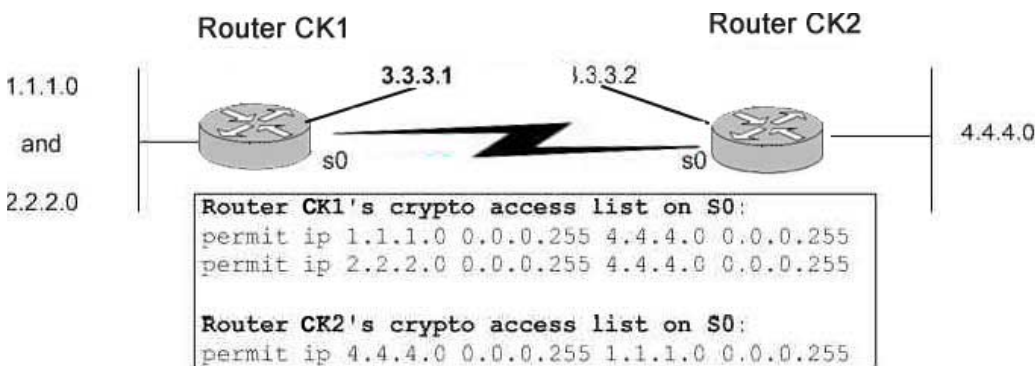 Router CK1
Router CK2
3.3.3.1
3.3.3.2
1.1.1.0
and
2.2.2.0
s0
s0
4.4.4.0
Router CK1's crypto access list on S0:
permit ip 1.1.1.0 0.0.0.255 4.4.4.0 0.0.0.255
permit ip 2.2.2.0 0.0.0.255 4.4.4.0 0.0.0.255
Router CK2's crypto access list on S0:
permit ip 4.4.4.0 0.0.0.255 1.1.1.0 0.0.0.255